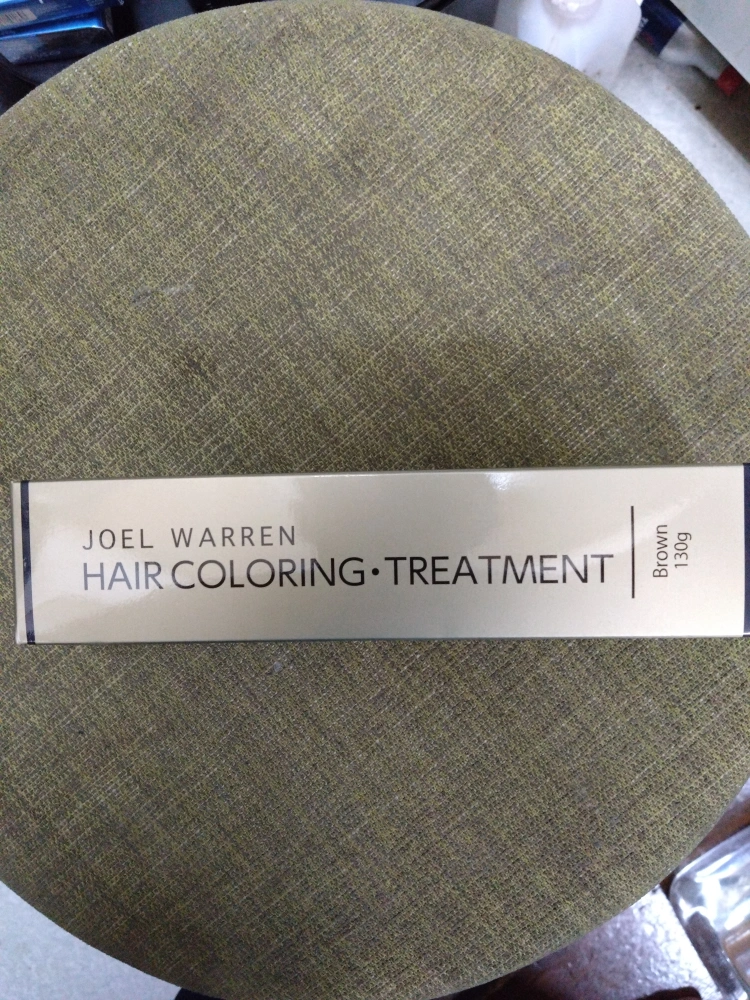 JOEL WARREN
HAIR COLORING・TREATMENT
Brown
130g